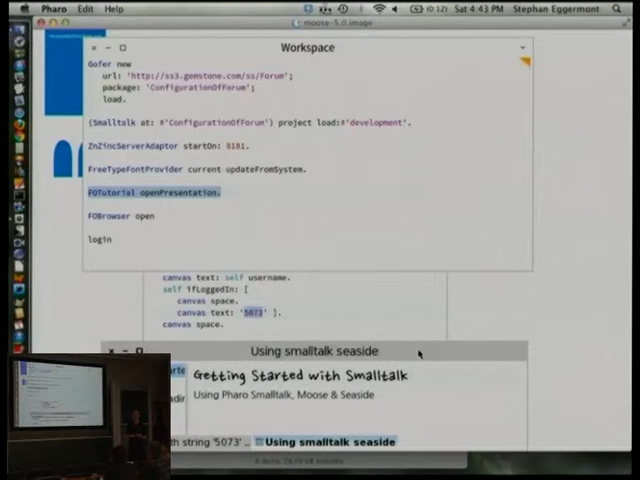 Pharo Edit Help (0:12) Sat 4:43 PM Stephan Eggermont
moose-5.0.image
Workspace
Gofer new
url: 'http://ss3.gemstone.com/ss/Forum';
package: 'ConfigurationOfForum';
load.
(Smalltalk at: #'ConfigurationOfForum') project load:#'development'.
ZnZincServerAdaptor startOn: 8181.
FreeTypeFontProvider current updateFromSystem.
FOTutorial openPresentation.
FOBrowser open
login
canvas text: self username.
self ifLoggedIn: [
canvas space.
canvas text: '5073' ].
canvas space.
Using smalltalk seaside
Getting Started with Smalltalk
Using Pharo Smalltalk, Moose & Seaside
th string '5073'... Using smalltalk seaside